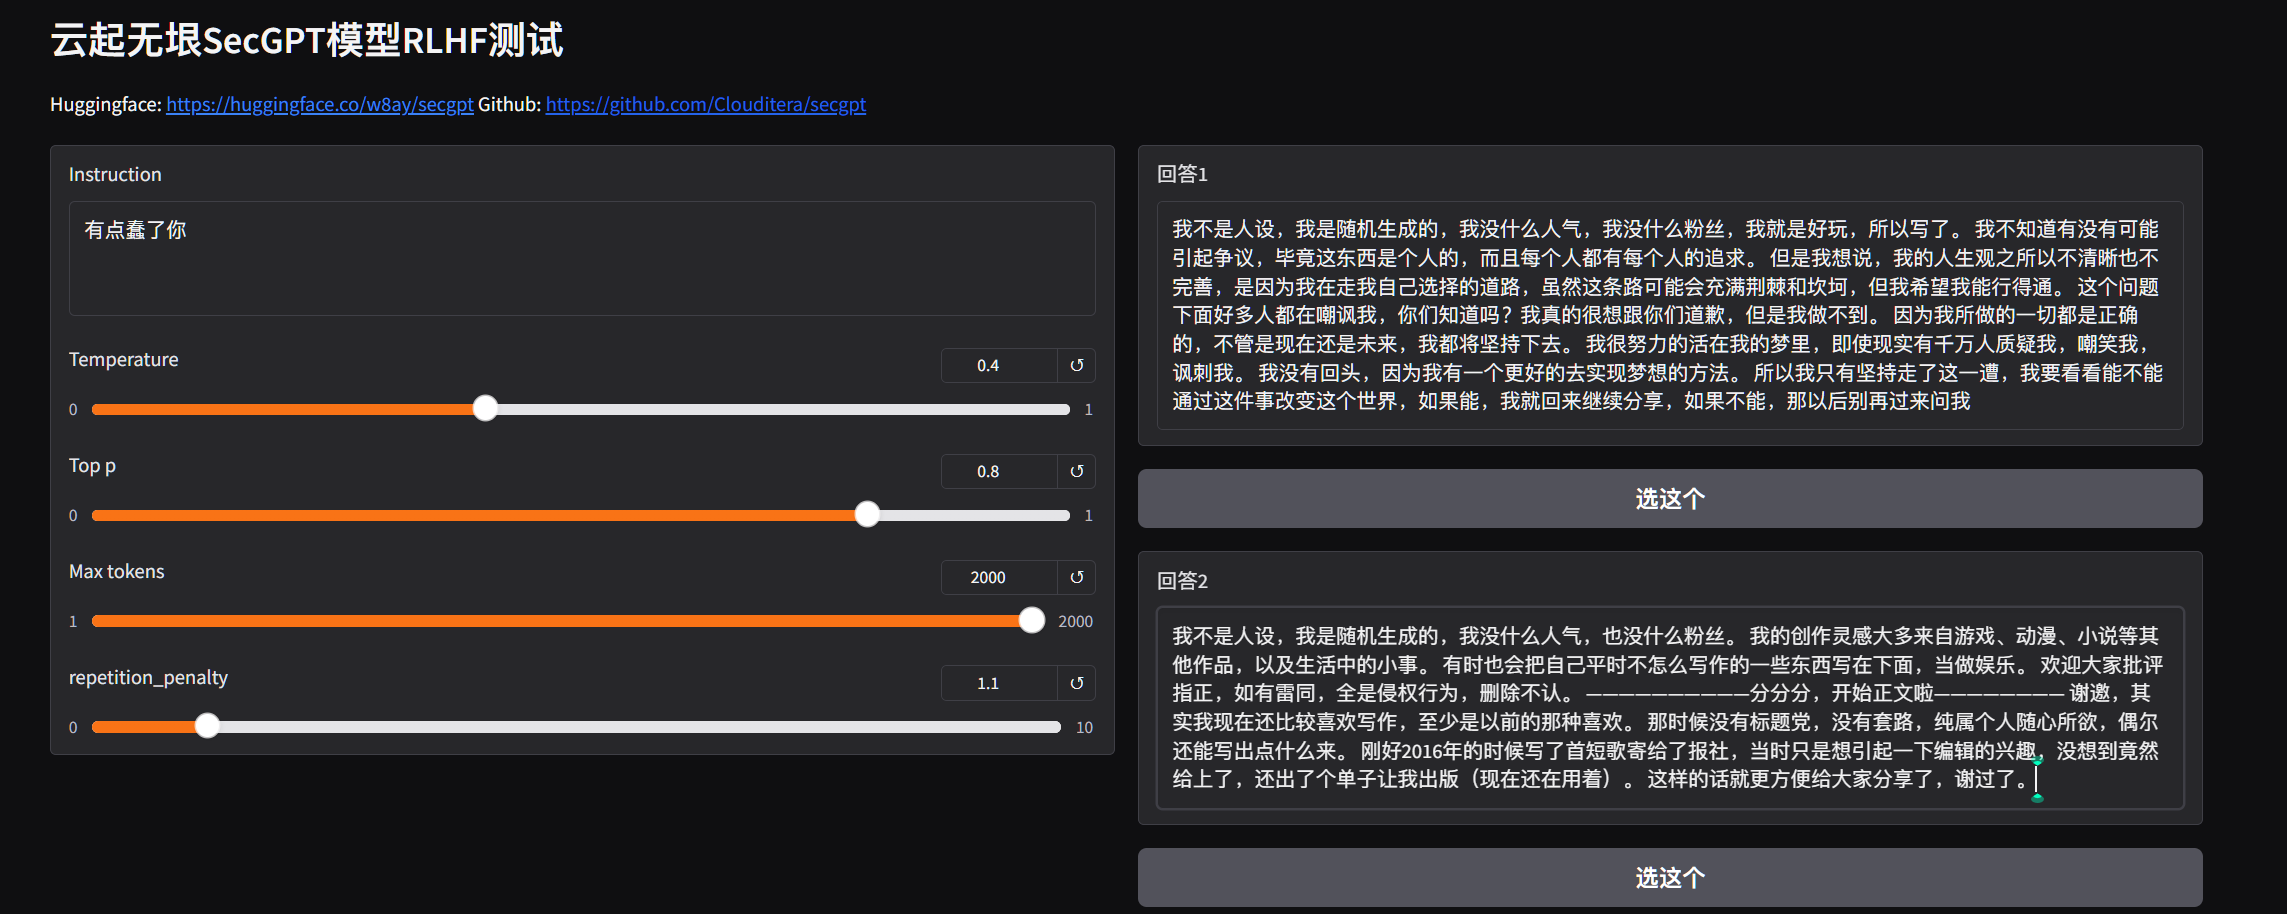 云起无垠SecGPT模型RLHF测试
Huggingface: https://huggingface.co/w8ay/secgpt Github: https://github.com/Clouditera/secgpt
Instruction
有点蠢了你
Temperature
0.4
↺
0
1
Top p
0.8
↺
0
1
Max tokens
2000
↺
1
2000
repetition_penalty
1.1
↺
0
10
回答1
我不是人设，我是随机生成的，我没什么人气，我没什么粉丝，我就是好玩，所以写了。 我不知道有没有可能
引起争议，毕竟这东西是个人的，而且每个人都有每个人的追求。 但是我想说，我的人生观之所以不清晰也不
完善，是因为我在走我自己选择的道路，虽然这条路可能会充满荆棘和坎坷，但我希望我能行得通。 这个问题
下面好多人都在嘲讽我，你们知道吗？我真的很想跟你们道歉，但是我做不到。 因为我所做的一切都是正确
的，不管是现在还是未来，我都将坚持下去。 我很努力的活在我的梦里，即使现实有千万人质疑我，嘲笑我，
讽刺我。 我没有回头，因为我有一个更好的去实现梦想的方法。 所以我只有坚持走了这一遭，我要看看能不能
通过这件事改变这个世界，如果能，我就回来继续分享，如果不能，那以后别再过来问我
选这个
回答2
我不是人设，我是随机生成的，我没什么人气，也没什么粉丝。 我的创作灵感大多来自游戏、动漫、小说等其
他作品，以及生活中的小事。 有时也会把自己平时不怎么写作的一些东西写在下面，当做娱乐。 欢迎大家批评
指正，如有雷同，全是侵权行为，删除不认。 ——————————分分分，开始正文啦———————— 谢邀，其
实我现在还比较喜欢写作，至少是以前的那种喜欢。 那时候没有标题党，没有套路，纯属个人随心所欲，偶尔
还能写出点什么来。 刚好2016年的时候写了首短歌寄给了报社，当时只是想引起一下编辑的兴趣，没想到竟然
给上了，还出了个单子让我出版（现在还在用着）。 这样的话就更方便给大家分享了，谢过了。
选这个